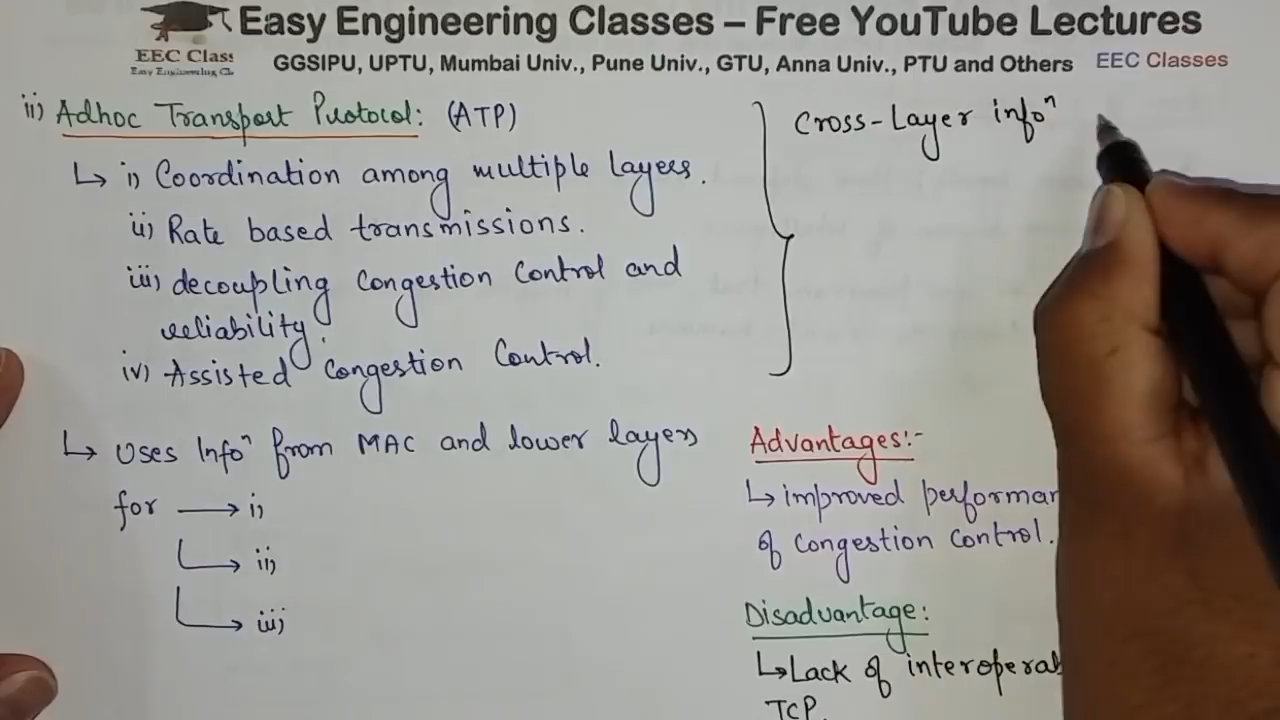 Easy Engineering Classes – Free YouTube Lectures
EEC Class
Easy Engineering Cl
GGSIPU, UPTU, Mumbai Univ., Pune Univ., GTU, Anna Univ., PTU and Others
EEC Classes
ii) Adhoc Transport Protocol: (ATP)
↳ i) Coordination among multiple layers.
ii) Rate based transmissions.
iii) decoupling Congestion Control and
reliability.
iv) Assisted Congestion Control.
↳ Uses Infoⁿ from MAC and lower layers
for → i)
↳ ii)
↳ iii)
Cross-Layer infoⁿ
Advantages:-
↳ improved performan
of congestion control.
Disadvantage:
↳ Lack of interoperab
TCP.